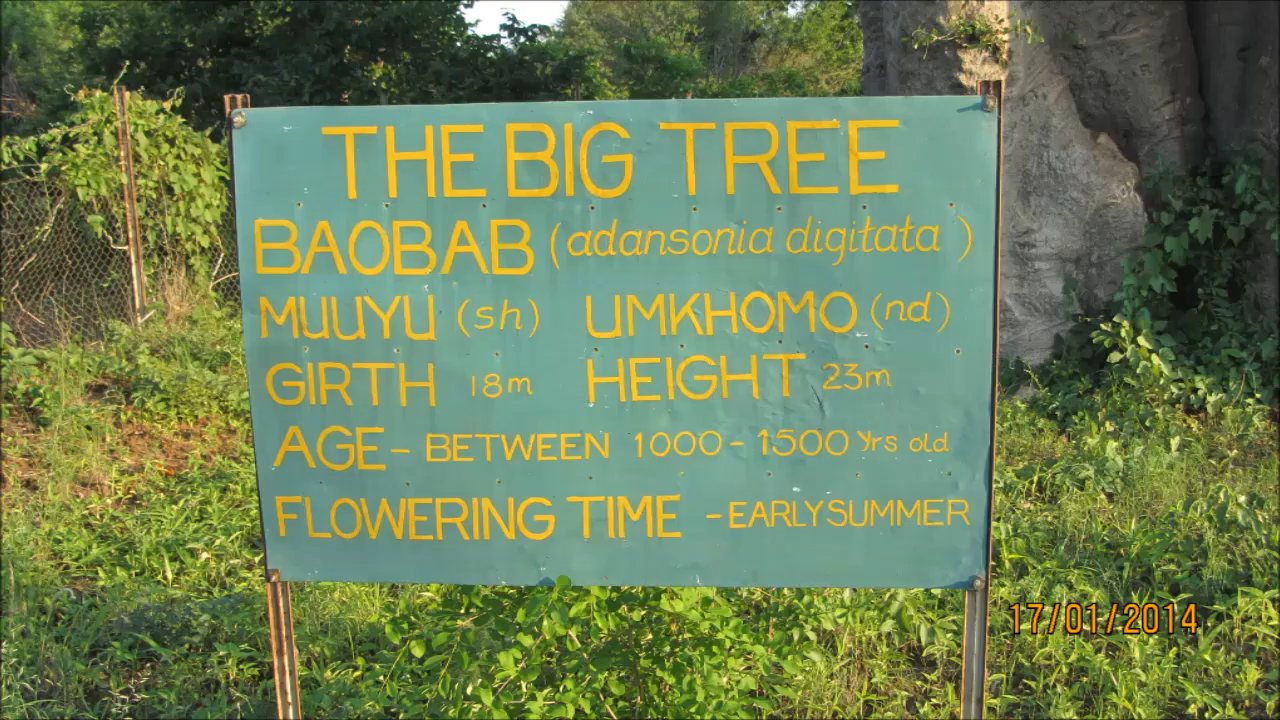 THE BIG TREE
BAOBAB (adansonia digitata )
MUUYU (sh) UMKHOMO (nd)
GIRTH 18m HEIGHT 23m
AGE - BETWEEN 1000 - 1500 Yrs old
FLOWERING TIME - EARLY SUMMER
17/01/2014